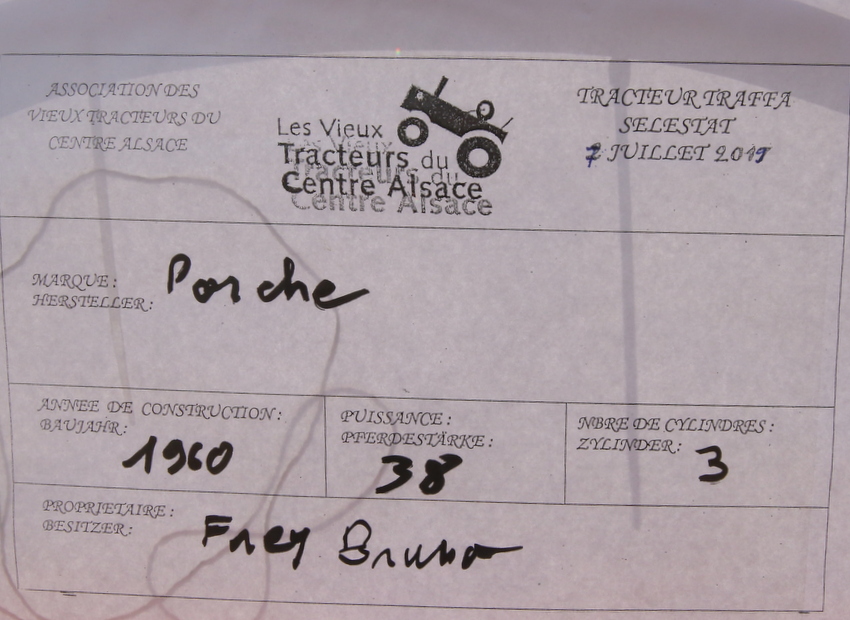 ASSOCIATION DES
VIEUX TRACTEURS DU
CENTRE ALSACE
Les Vieux
Tracteurs du
Centre Alsace
TRACTEUR TRAFFA
SELESTAT
7 JUILLET 2019
MARQUE :
HERSTELLER :
Porche
ANNEE DE CONSTRUCTION :
BAUJAHR :
1960
PUISSANCE :
PFERDESTÄRKE :
38
NBRE DE CYLINDRES :
ZYLINDER :
3
PROPRIETAIRE :
BESITZER :
Frey Bruno